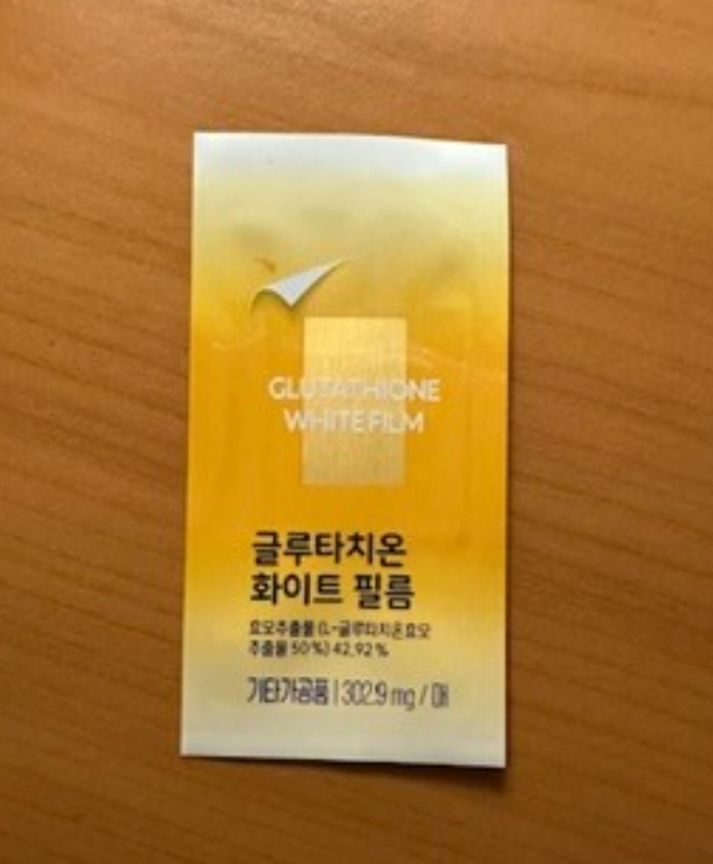 GLUTATHIONE
WHITE FILM
글루타치온
화이트 필름
효모추출물 (L-글루타치온효모
추출물 50%) 42.92%
기타가공품 | 302.9 mg / 매